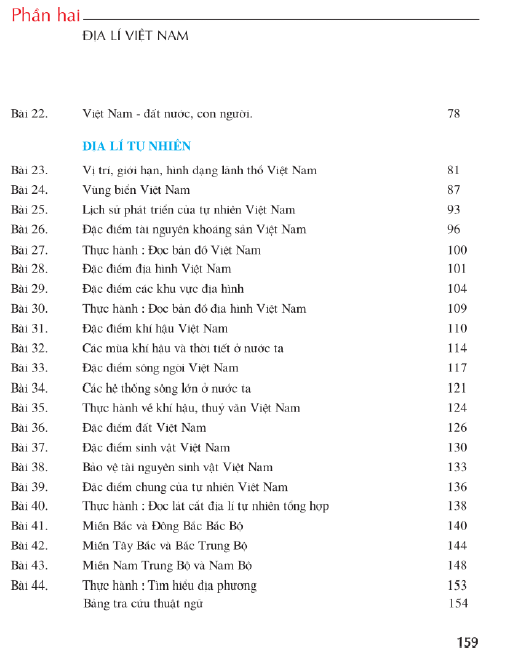 Phần hai
ĐỊA LÍ VIỆT NAM
Bài 22. Việt Nam - đất nước, con người. 78
ĐỊA LÍ TỰ NHIÊN
Bài 23. Vị trí, giới hạn, hình dạng lãnh thổ Việt Nam 81
Bài 24. Vùng biển Việt Nam 87
Bài 25. Lịch sử phát triển của tự nhiên Việt Nam 93
Bài 26. Đặc điểm tài nguyên khoáng sản Việt Nam 96
Bài 27. Thực hành : Đọc bản đồ Việt Nam 100
Bài 28. Đặc điểm địa hình Việt Nam 101
Bài 29. Đặc điểm các khu vực địa hình 104
Bài 30. Thực hành : Đọc bản đồ địa hình Việt Nam 109
Bài 31. Đặc điểm khí hậu Việt Nam 110
Bài 32. Các mùa khí hậu và thời tiết ở nước ta 114
Bài 33. Đặc điểm sông ngòi Việt Nam 117
Bài 34. Các hệ thống sông lớn ở nước ta 121
Bài 35. Thực hành về khí hậu, thuỷ văn Việt Nam 124
Bài 36. Đặc điểm đất Việt Nam 126
Bài 37. Đặc điểm sinh vật Việt Nam 130
Bài 38. Bảo vệ tài nguyên sinh vật Việt Nam 133
Bài 39. Đặc điểm chung của tự nhiên Việt Nam 136
Bài 40. Thực hành : Đọc lát cắt địa lí tự nhiên tổng hợp 138
Bài 41. Miền Bắc và Đông Bắc Bắc Bộ 140
Bài 42. Miền Tây Bắc và Bắc Trung Bộ 144
Bài 43. Miền Nam Trung Bộ và Nam Bộ 148
Bài 44. Thực hành : Tìm hiểu địa phương 153
Bảng tra cứu thuật ngữ 154
159